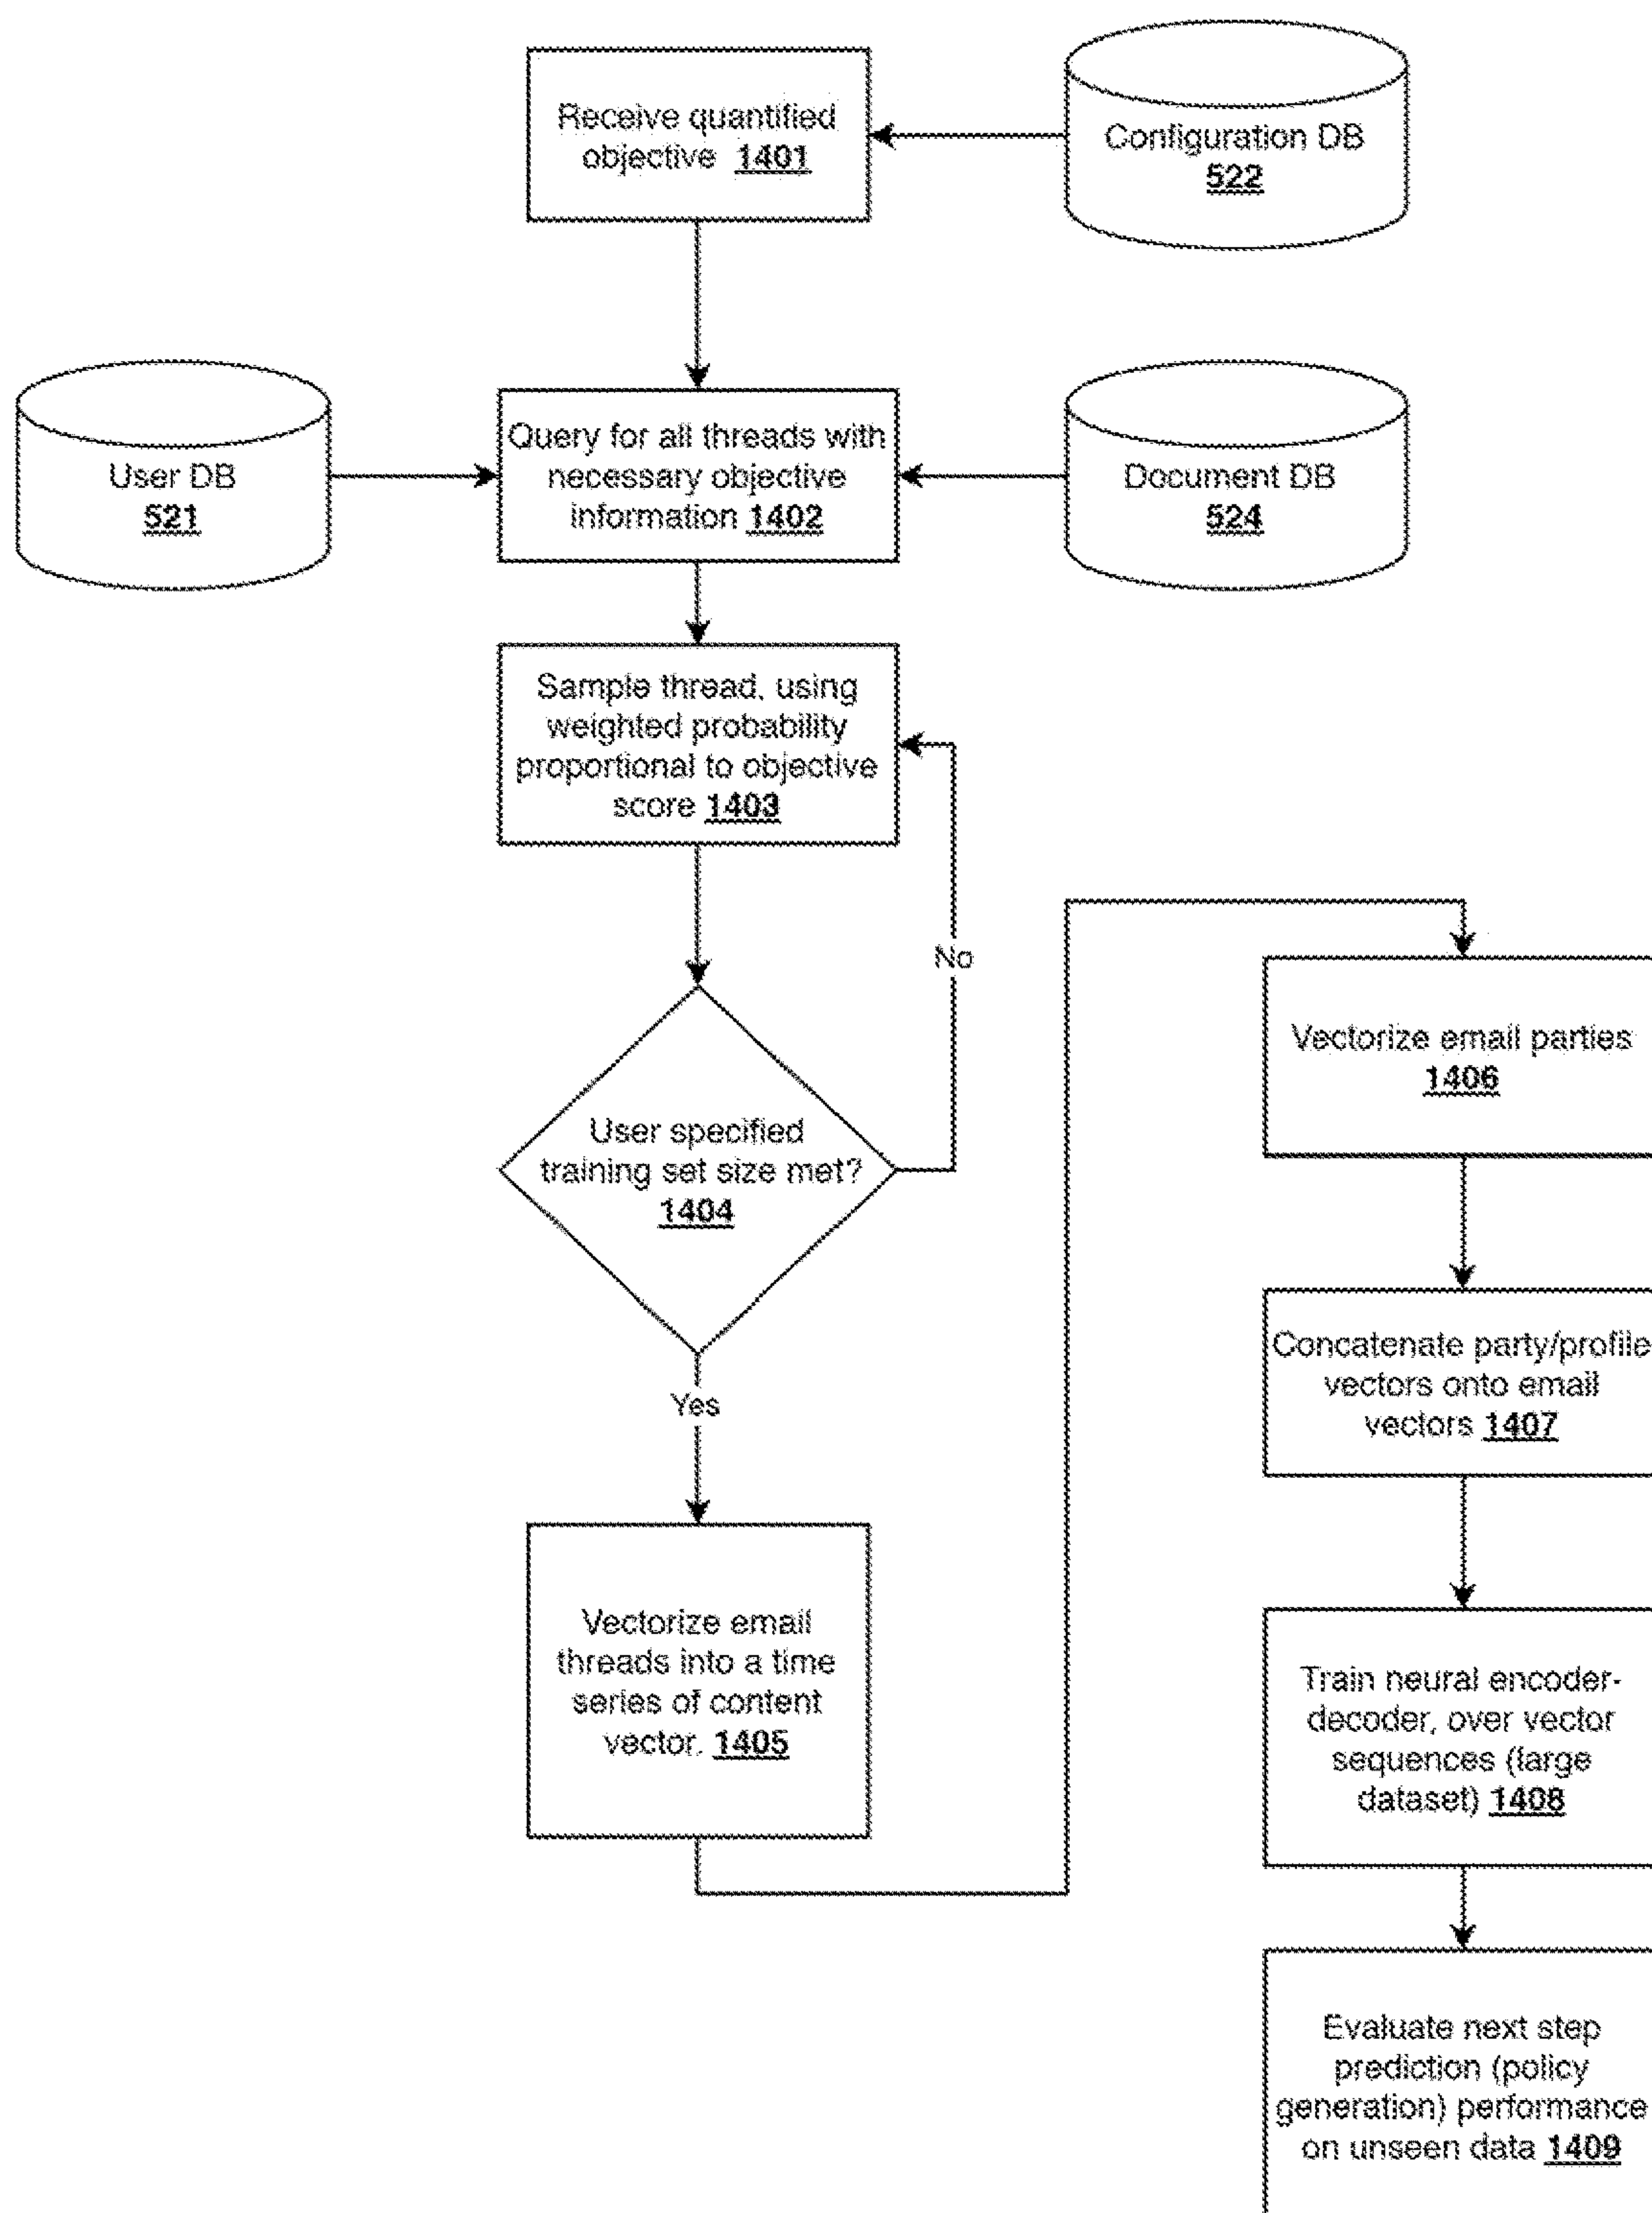 Receive quantified
objective 1401
Configuration DB
522
User DB
521
Query for all threads with
necessary objective
information 1402
Document DB
524
Sample thread, using
weighted probability
proportional to objective
score 1403
No
User specified
training set size met?
1404
Yes
Vectorize email
threads into a time
series of content
vector. 1405
Vectorize email parties
1406
Concatenate party/profile
vectors onto email
vectors 1407
Train neural encoder-
decoder, over vector
sequences (large
dataset) 1408
Evaluate next step
prediction (policy
generation) performance
on unseen data 1409